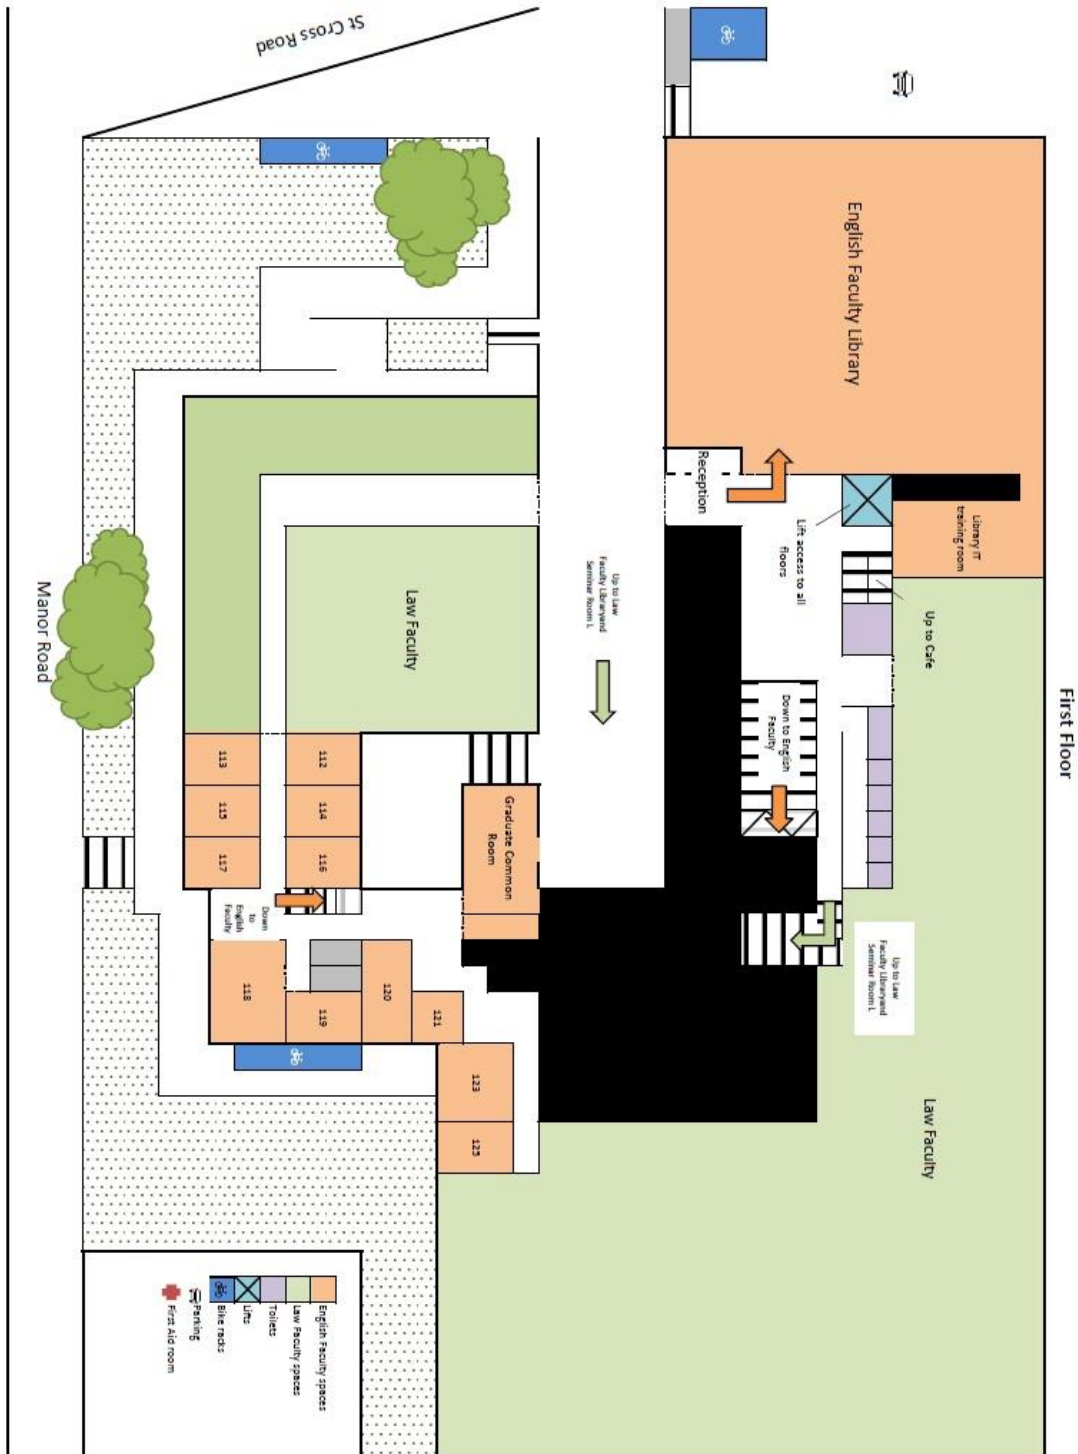 First Floor
St Cross Road
English Faculty Library
Library IT
training room
Reception
Lift access to all
floors
Up to Cafe
Down to English
Faculty
Up to Law
Faculty Libraryand
Seminar Room L
Law Faculty
Up to Law
Faculty Libraryand
Seminar Room L
Law Faculty
Graduate Common
Room
112
114
116
113
115
117
Down
to
English
Faculty
118
119
120
121
123
125
Manor Road
English Faculty spaces
Law Faculty spaces
Toilets
Lifts
Bike racks
Parking
First Aid room